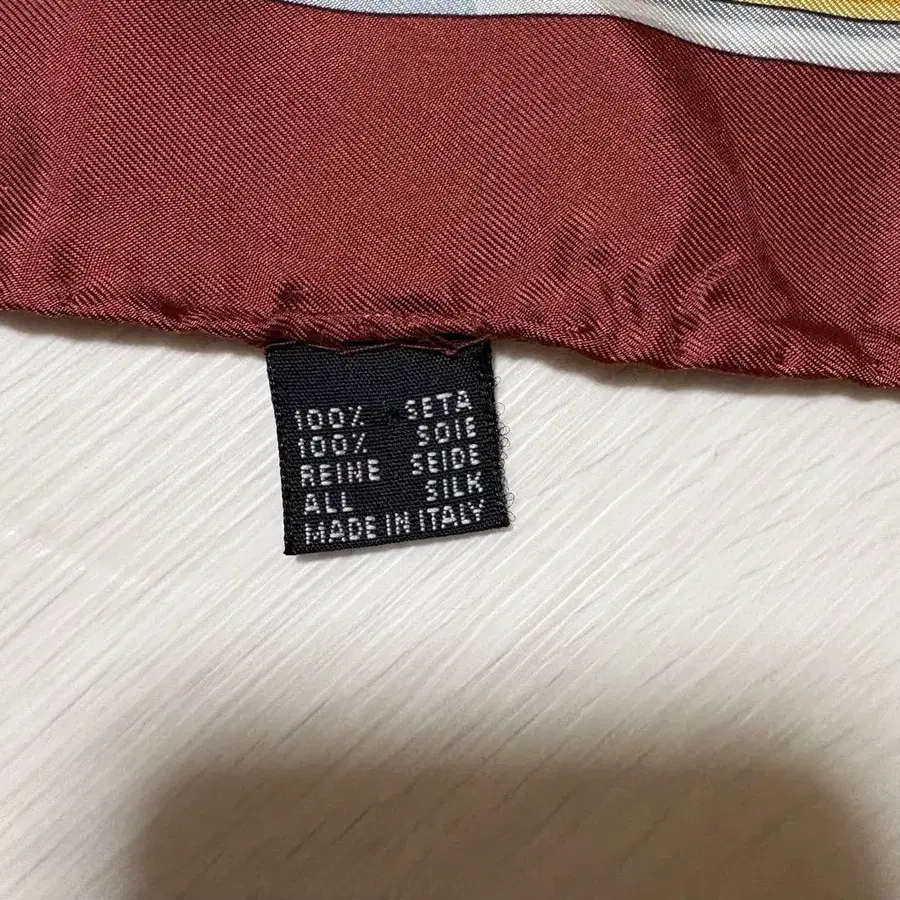 100% SETA
100% SOIE
REINE SEIDE
ALL SILK
MADE IN ITALY